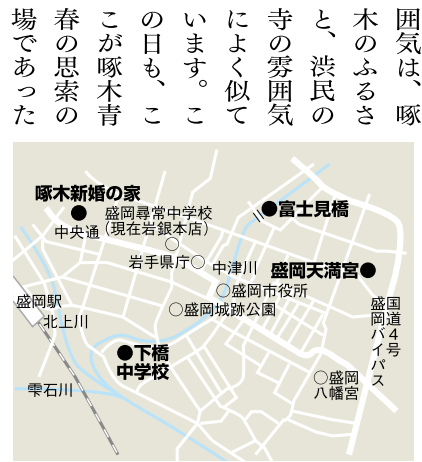 囲気は、啄
木のふるさ
と、渋民の
寺の雰囲気
によく似て
います。こ
の日も、こ
こが啄木青
春の思索の
場であった
啄木新婚の家
盛岡尋常中学校
(現在岩銀本店)
中央通
富士見橋
岩手県庁
中津川
盛岡天満宮
盛岡市役所
盛岡城跡公園
盛岡駅
北上川
国道4号
盛岡バイパス
下橋
中学校
盛岡
八幡宮
雫石川